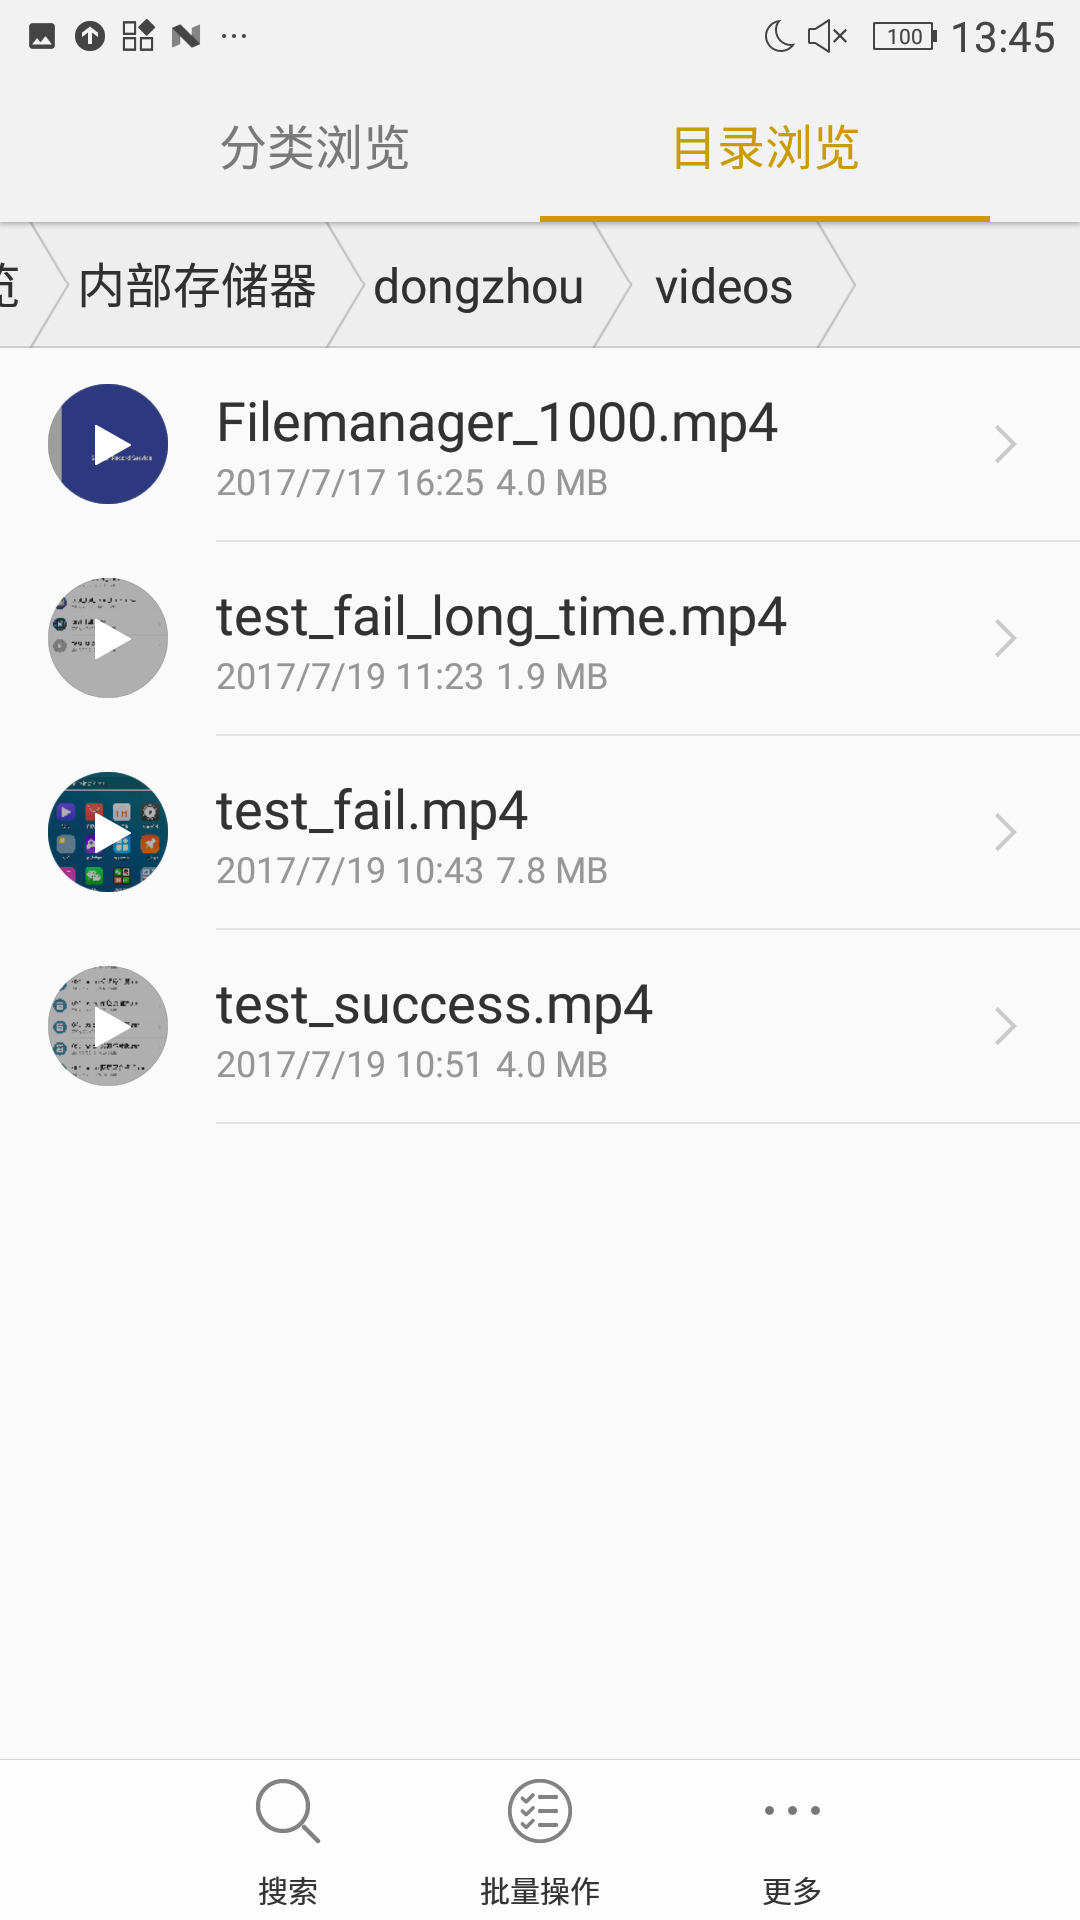 100 13:45
分类浏览 目录浏览
览 内部存储器 dongzhou videos
Filemanager_1000.mp4
2017/7/17 16:25 4.0 MB
test_fail_long_time.mp4
2017/7/19 11:23 1.9 MB
test_fail.mp4
2017/7/19 10:43 7.8 MB
test_success.mp4
2017/7/19 10:51 4.0 MB
搜索 批量操作 更多